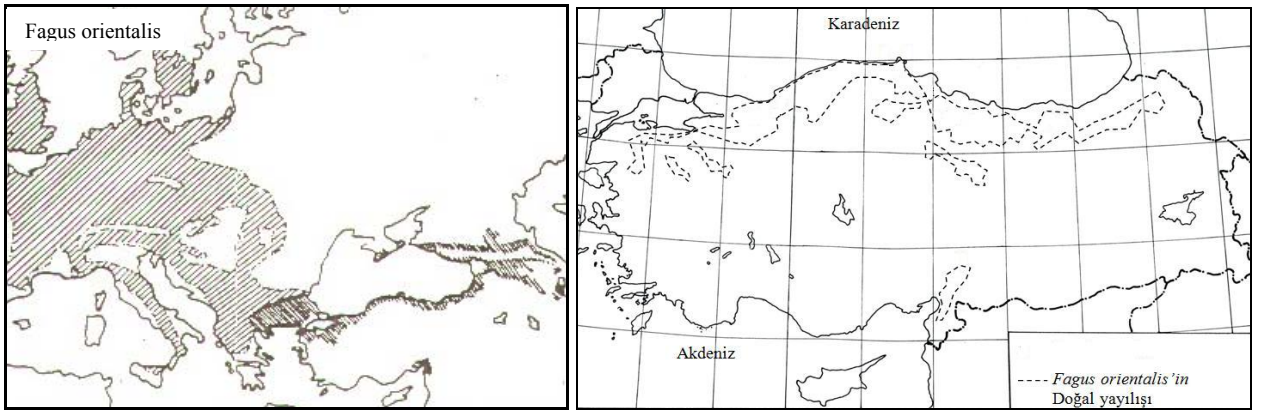 Fagus orientalis
Karadeniz
Akdeniz
---- Fagus orientalis’in
Doğal yayılışı